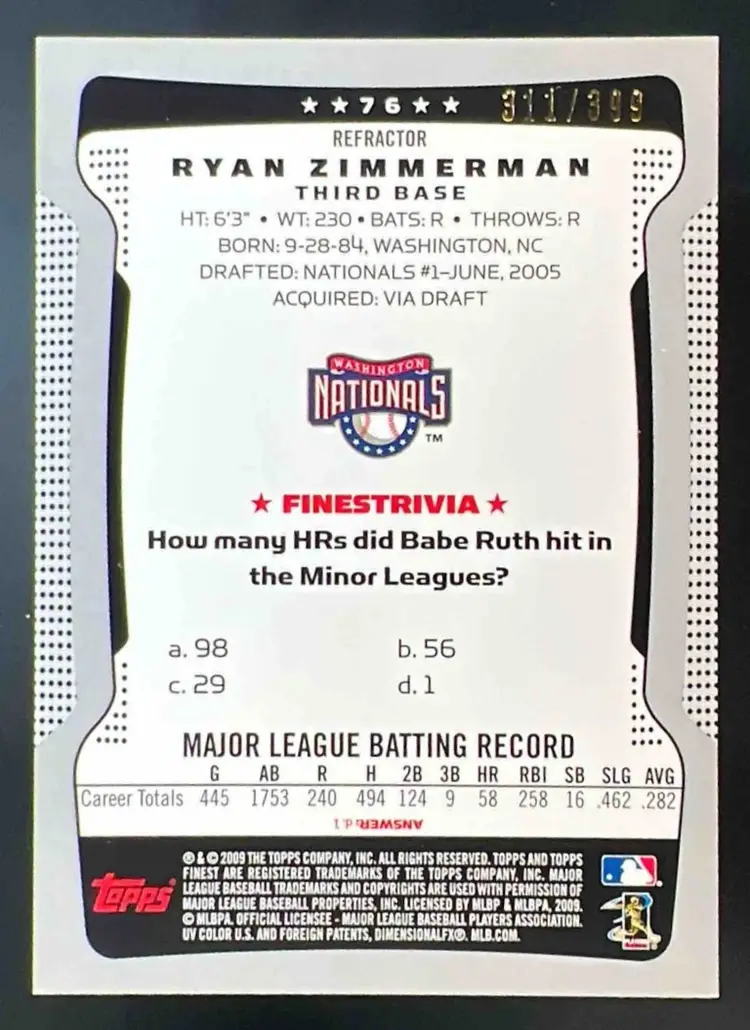 ★ ★ 76 ★ ★ 311/399
REFRACTOR
RYAN ZIMMERMAN
THIRD BASE
HT: 6'3" • WT: 230 • BATS: R • THROWS: R
BORN: 9-28-84, WASHINGTON, NC
DRAFTED: NATIONALS #1–JUNE, 2005
ACQUIRED: VIA DRAFT
WASHINGTON
NATIONALS
TM
★ FINESTRIVIA ★
How many HRs did Babe Ruth hit in
the Minor Leagues?
a. 98 b. 56
c. 29 d. 1
MAJOR LEAGUE BATTING RECORD
G AB R H 2B 3B HR RBI SB SLG AVG
Career Totals 445 1753 240 494 124 9 58 258 16 .462 .282
ANSWER: d. 1
® & © 2009 THE TOPPS COMPANY, INC. ALL RIGHTS RESERVED. TOPPS AND TOPPS
FINEST ARE REGISTERED TRADEMARKS OF THE TOPPS COMPANY, INC. MAJOR
LEAGUE BASEBALL TRADEMARKS AND COPYRIGHTS ARE USED WITH PERMISSION OF
MAJOR LEAGUE BASEBALL PROPERTIES, INC. LICENSED BY MLBP & MLBPA, 2009.
© MLBPA. OFFICIAL LICENSEE - MAJOR LEAGUE BASEBALL PLAYERS ASSOCIATION.
UV COLOR U.S. AND FOREIGN PATENTS, DIMENSIONALFX®. MLB.COM.
topps